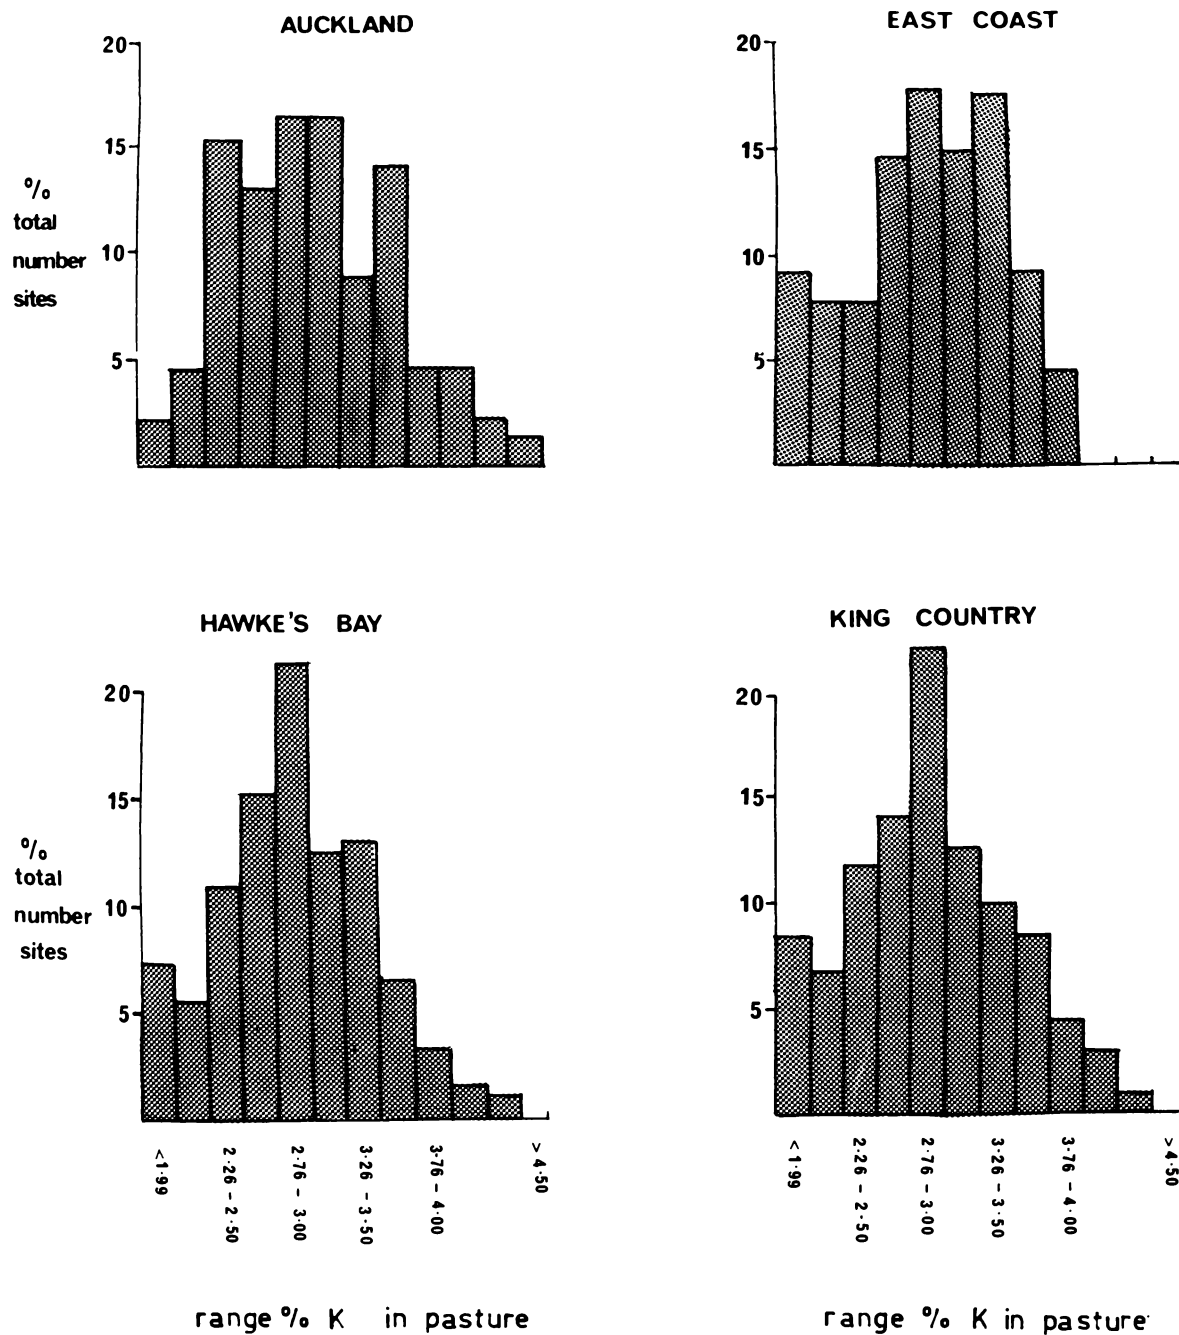 AUCKLAND
20
15
10
5
%
total
number
sites
EAST COAST
20
15
10
5
HAWKE'S BAY
20
15
10
5
%
total
number
sites
<1·99
2·26 – 2·50
2·76 – 3·00
3·26 – 3·50
3·76 – 4·00
> 4·50
range % K in pasture
KING COUNTRY
20
15
10
5
<1·99
2·26 – 2·50
2·76 – 3·00
3·26 – 3·50
3·76 – 4·00
> 4·50
range % K in pasture